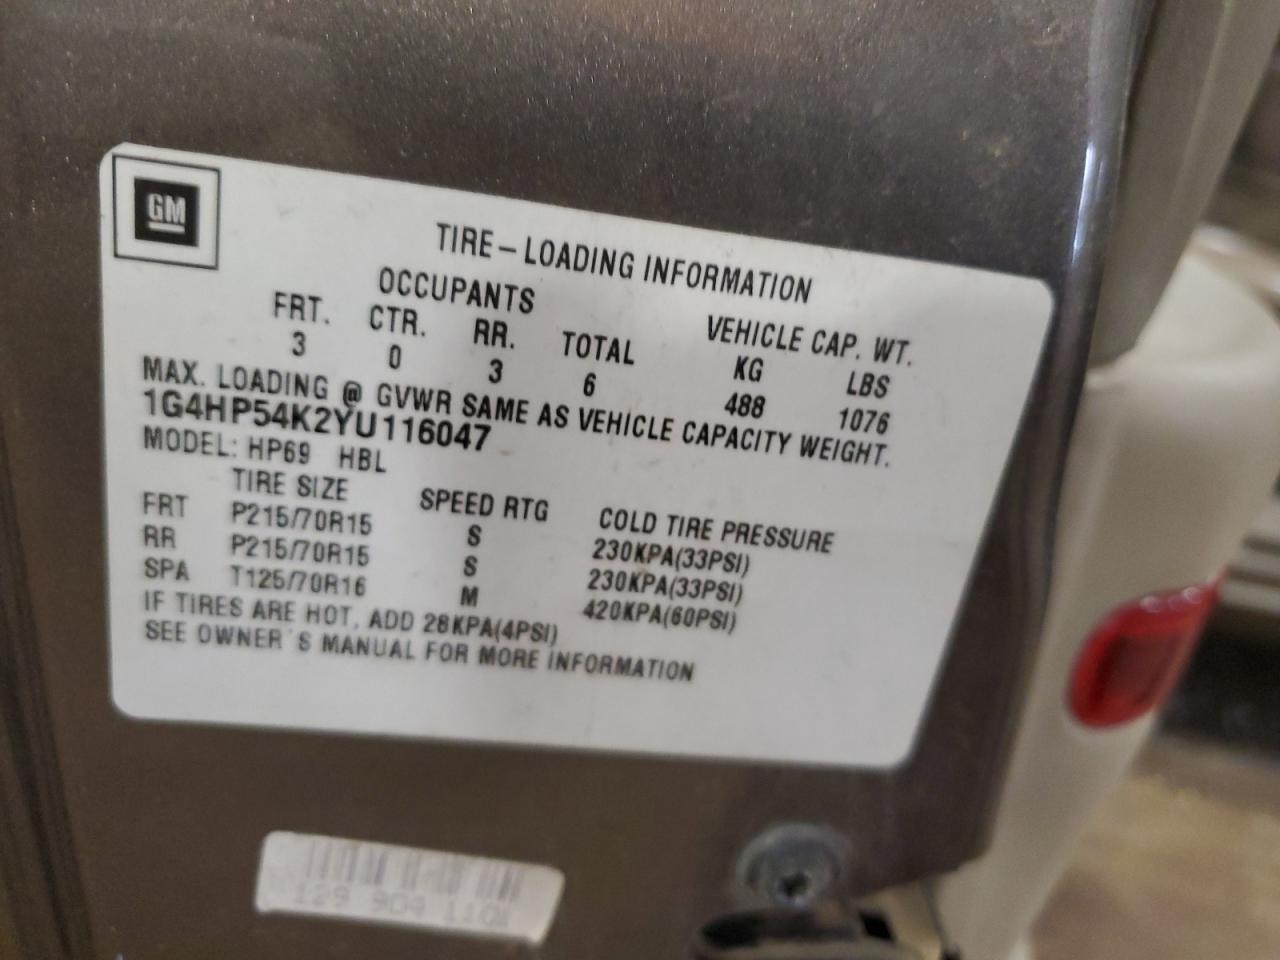 GM
TIRE-LOADING INFORMATION
OCCUPANTS VEHICLE CAP. WT.
FRT. CTR. RR. TOTAL KG LBS
3 0 3 6 488 1076
MAX. LOADING @ GVWR SAME AS VEHICLE CAPACITY WEIGHT.
1G4HP54K2YU116047
MODEL: HP69 HBL
TIRE SIZE SPEED RTG COLD TIRE PRESSURE
FRT P215/70R15 S 230KPA(33PSI)
RR P215/70R15 S 230KPA(33PSI)
SPA T125/70R16 M 420KPA(60PSI)
IF TIRES ARE HOT, ADD 28KPA(4PSI)
SEE OWNER'S MANUAL FOR MORE INFORMATION
129 904